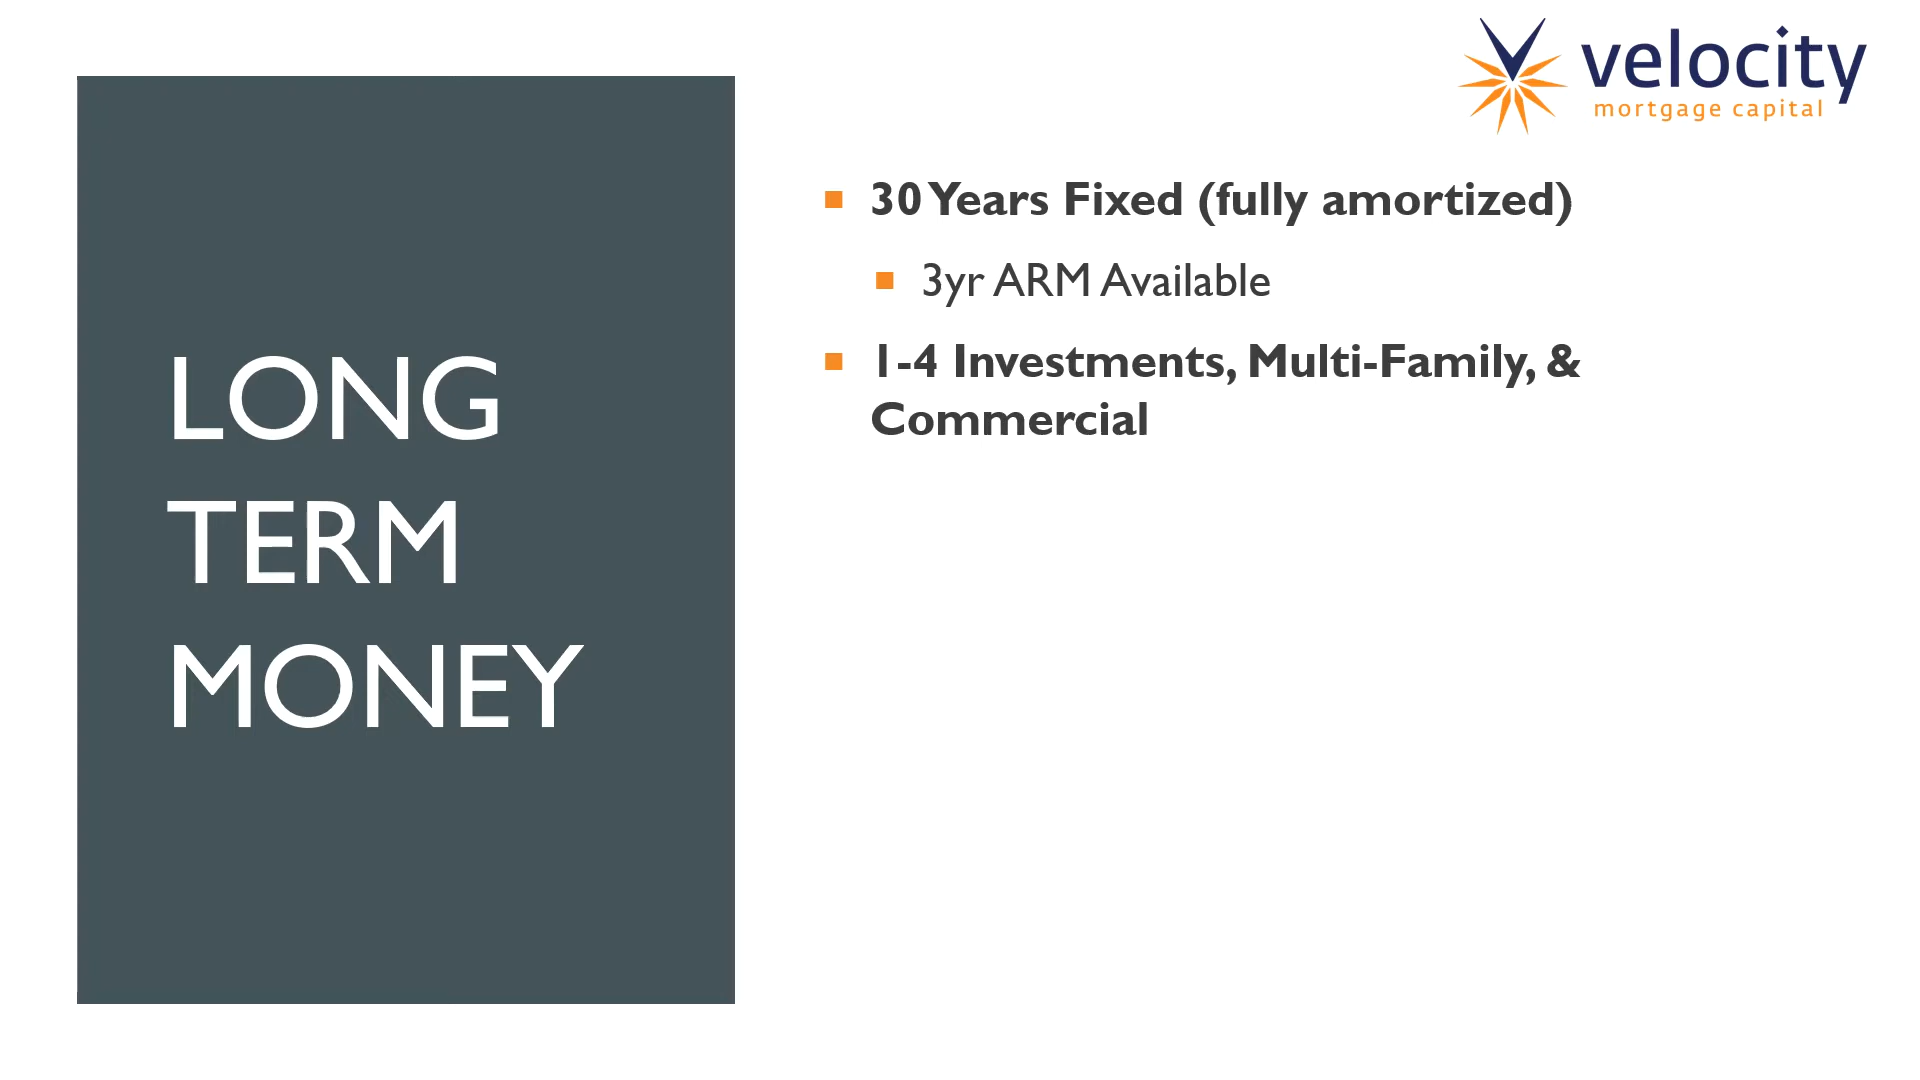 velocity
mortgage capital
LONG
TERM
MONEY
30 Years Fixed (fully amortized)
3yr ARM Available
1-4 Investments, Multi-Family, &
Commercial